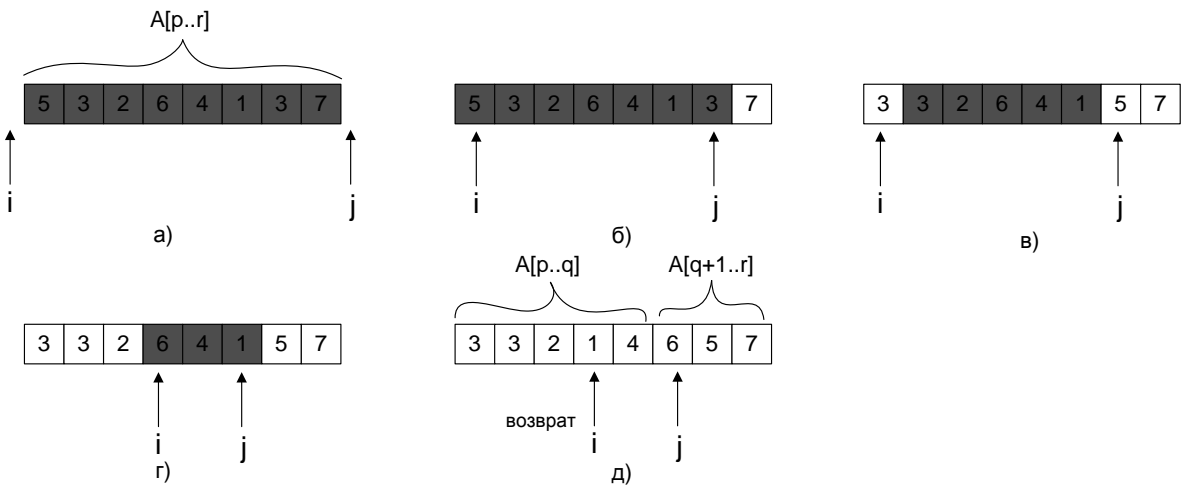 A[p..r]
5 3 2 6 4 1 3 7
i j
а)
5 3 2 6 4 1 3 7
i j
б)
3 3 2 6 4 1 5 7
i j
в)
3 3 2 6 4 1 5 7
i j
г)
A[p..q] A[q+1..r]
3 3 2 1 4 6 5 7
возврат
i j
д)